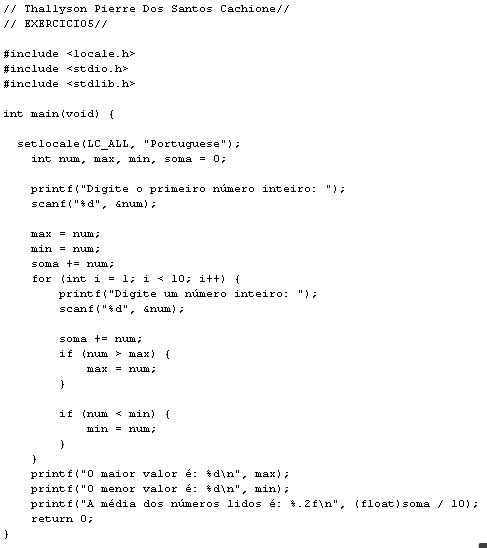 // Thallyson Pierre Dos Santos Cachione//
// EXERCICIO5//

#include <locale.h>
#include <stdio.h>
#include <stdlib.h>

int main(void) {

  setlocale(LC_ALL, "Portuguese");
    int num, max, min, soma = 0;

    printf("Digite o primeiro número inteiro: ");
    scanf("%d", &num);

    max = num;
    min = num;
    soma += num;
    for (int i = 1; i < 10; i++) {
        printf("Digite um número inteiro: ");
        scanf("%d", &num);

        soma += num;
        if (num > max) {
            max = num;
        }

        if (num < min) {
            min = num;
        }
    }
    printf("O maior valor é: %d\n", max);
    printf("O menor valor é: %d\n", min);
    printf("A média dos números lidos é: %.2f\n", (float)soma / 10);
    return 0;
}